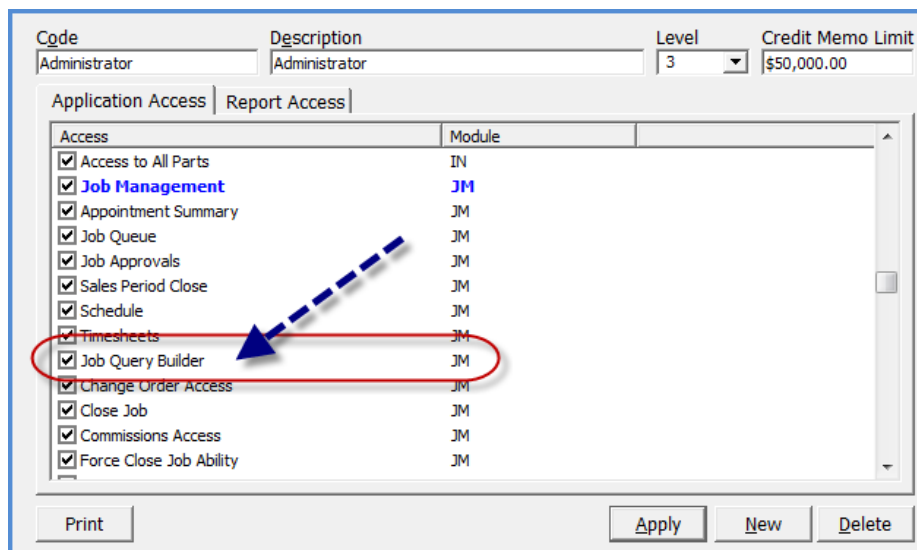 Code Description Level Credit Memo Limit
Administrator Administrator 3 $50,000.00
Application Access Report Access
Access Module
Access to All Parts IN
Job Management JM
Appointment Summary JM
Job Queue JM
Job Approvals JM
Sales Period Close JM
Schedule JM
Timesheets JM
Job Query Builder JM
Change Order Access JM
Close Job JM
Commissions Access JM
Force Close Job Ability JM
Print Apply New Delete